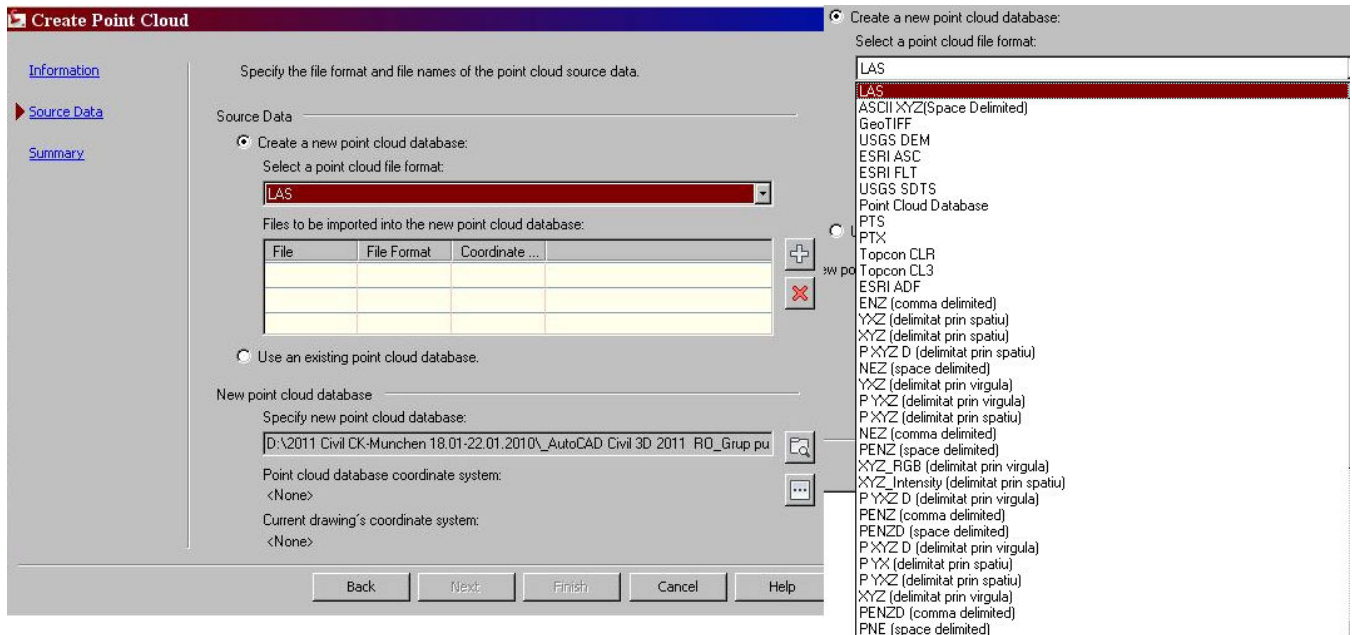 Create Point Cloud
Information
Source Data
Summary
Specify the file format and file names of the point cloud source data.
Source Data
Create a new point cloud database:
Select a point cloud file format:
LAS
Files to be imported into the new point cloud database:
File File Format Coordinate ...
Use an existing point cloud database.
New point cloud database
Specify new point cloud database:
D:\2011 Civil CK-Munchen 18.01-22.01.2010\_AutoCAD Civil 3D 2011 RO_Grup pu
Point cloud database coordinate system:
<None>
Current drawing's coordinate system:
<None>
Back Next Finish Cancel Help
Create a new point cloud database:
Select a point cloud file format:
LAS
LAS
ASCII XYZ(Space Delimited)
GeoTIFF
USGS DEM
ESRI ASC
ESRI FLT
USGS SDTS
Point Cloud Database
PTS
PTX
Topcon CLR
Topcon CL3
ESRI ADF
ENZ (comma delimited)
YXZ (delimitat prin spatiu)
XYZ (delimitat prin spatiu)
P XYZ D (delimitat prin spatiu)
NEZ (space delimited)
YXZ (delimitat prin virgula)
P YXZ (delimitat prin virgula)
P XYZ (delimitat prin spatiu)
NEZ (comma delimited)
PENZ (space delimited)
XYZ_RGB (delimitat prin virgula)
XYZ_Intensity (delimitat prin spatiu)
P YXZ D (delimitat prin virgula)
PENZ (comma delimited)
PENZD (space delimited)
P XYZ D (delimitat prin virgula)
P YX (delimitat prin spatiu)
P YXZ (delimitat prin spatiu)
XYZ (delimitat prin virgula)
PENZD (comma delimited)
PNE (space delimited)